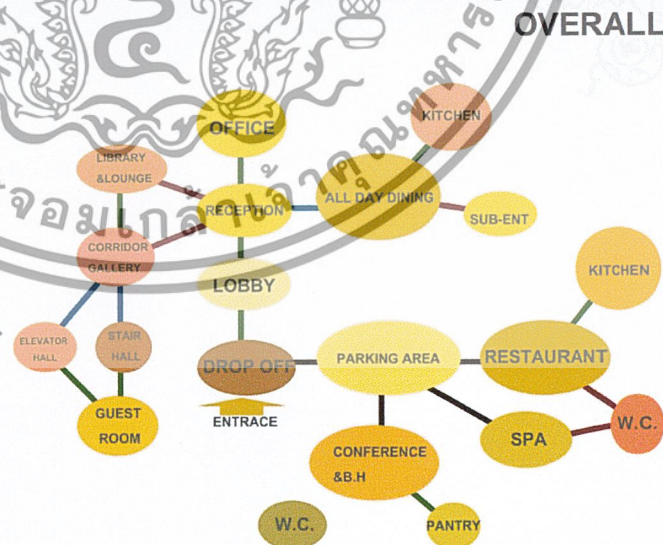 OVERALL
KITCHEN
OFFICE
LIBRARY
&LOUNGE
ALL DAY DINING
RECEPTION
SUB-ENT
CORRIDOR
GALLERY
KITCHEN
LOBBY
ELEVATOR
HALL
STAIR
HALL
DROP OFF
PARKING AREA
RESTAURANT
GUEST
ROOM
ENTRACE
W.C.
SPA
CONFERENCE
&B.H
W.C.
PANTRY